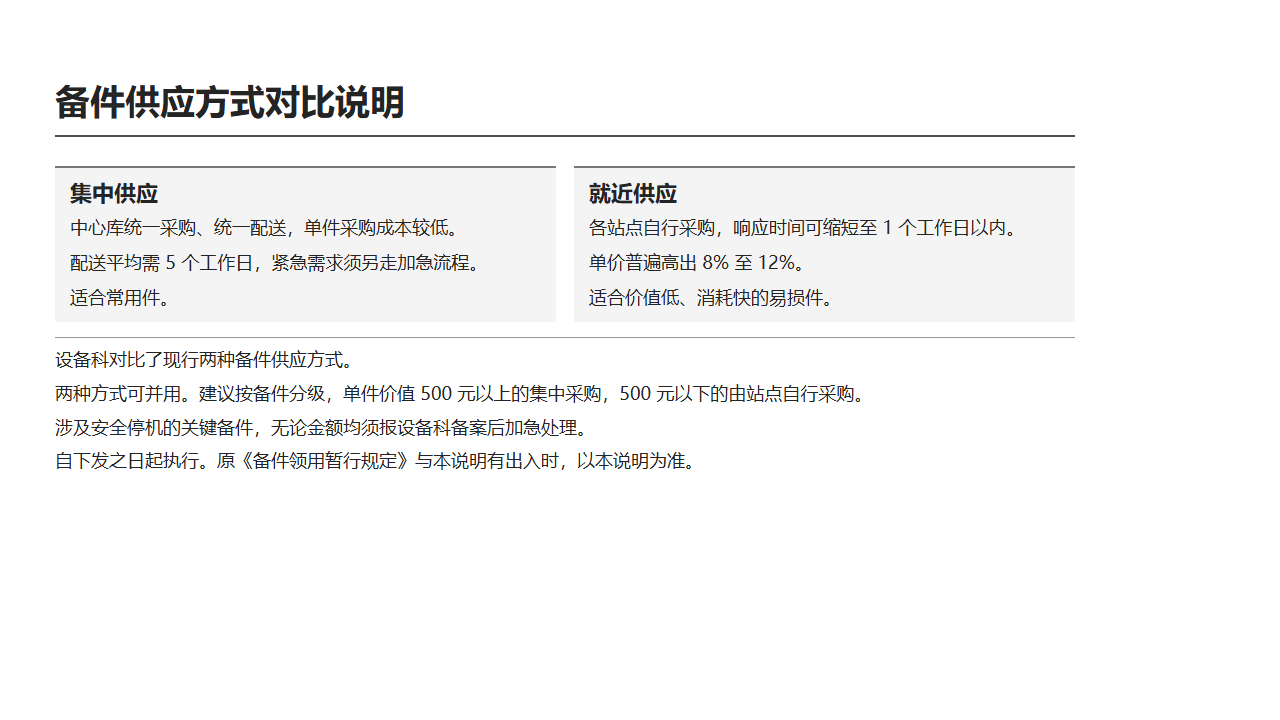 备件供应方式对比说明
集中供应
中心库统一采购、统一配送，单件采购成本较低。
配送平均需 5 个工作日，紧急需求须另走加急流程。
适合常用件。
就近供应
各站点自行采购，响应时间可缩短至 1 个工作日以内。
单价普遍高出 8% 至 12%。
适合价值低、消耗快的易损件。
设备科对比了现行两种备件供应方式。
两种方式可并用。建议按备件分级，单件价值 500 元以上的集中采购，500 元以下的由站点自行采购。
涉及安全停机的关键备件，无论金额均须报设备科备案后加急处理。
自下发之日起执行。原《备件领用暂行规定》与本说明有出入时，以本说明为准。